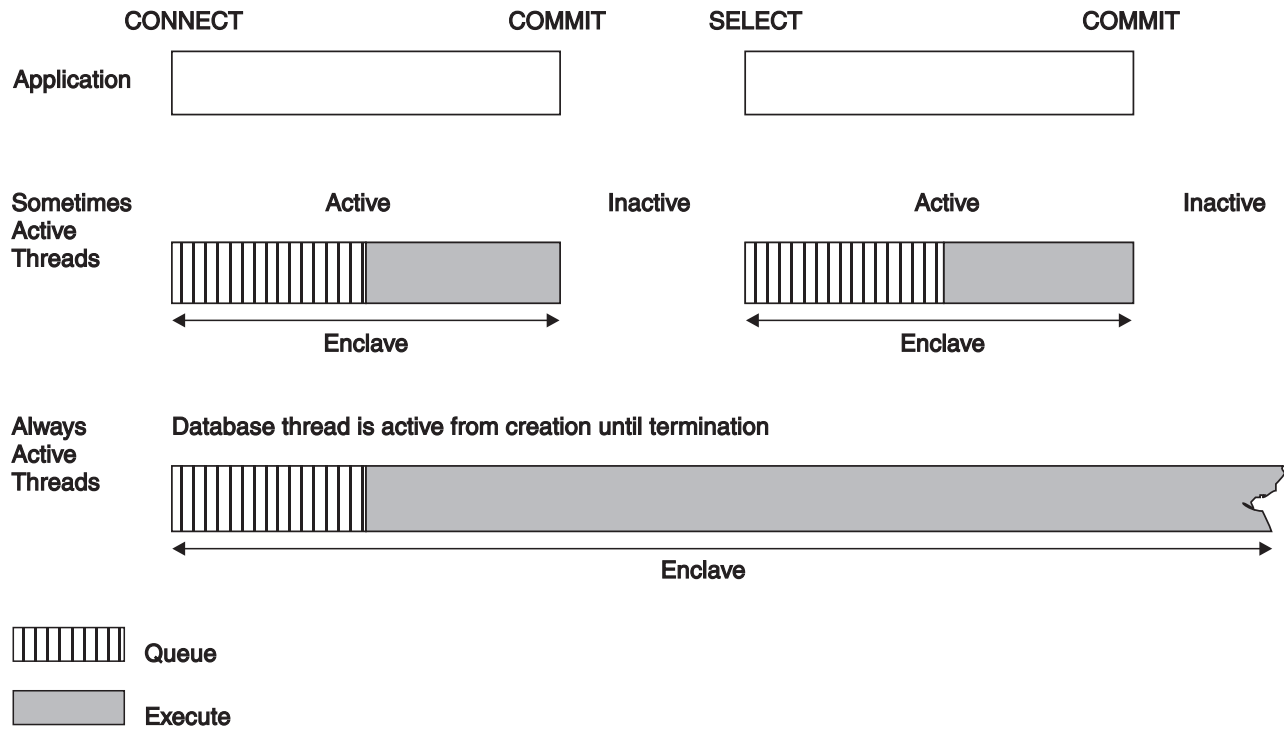 CONNECT COMMIT SELECT COMMIT
Application
Sometimes Active Inactive Active Inactive
Active
Threads
Enclave Enclave
Always Database thread is active from creation until termination
Active
Threads
Enclave
Queue
Execute